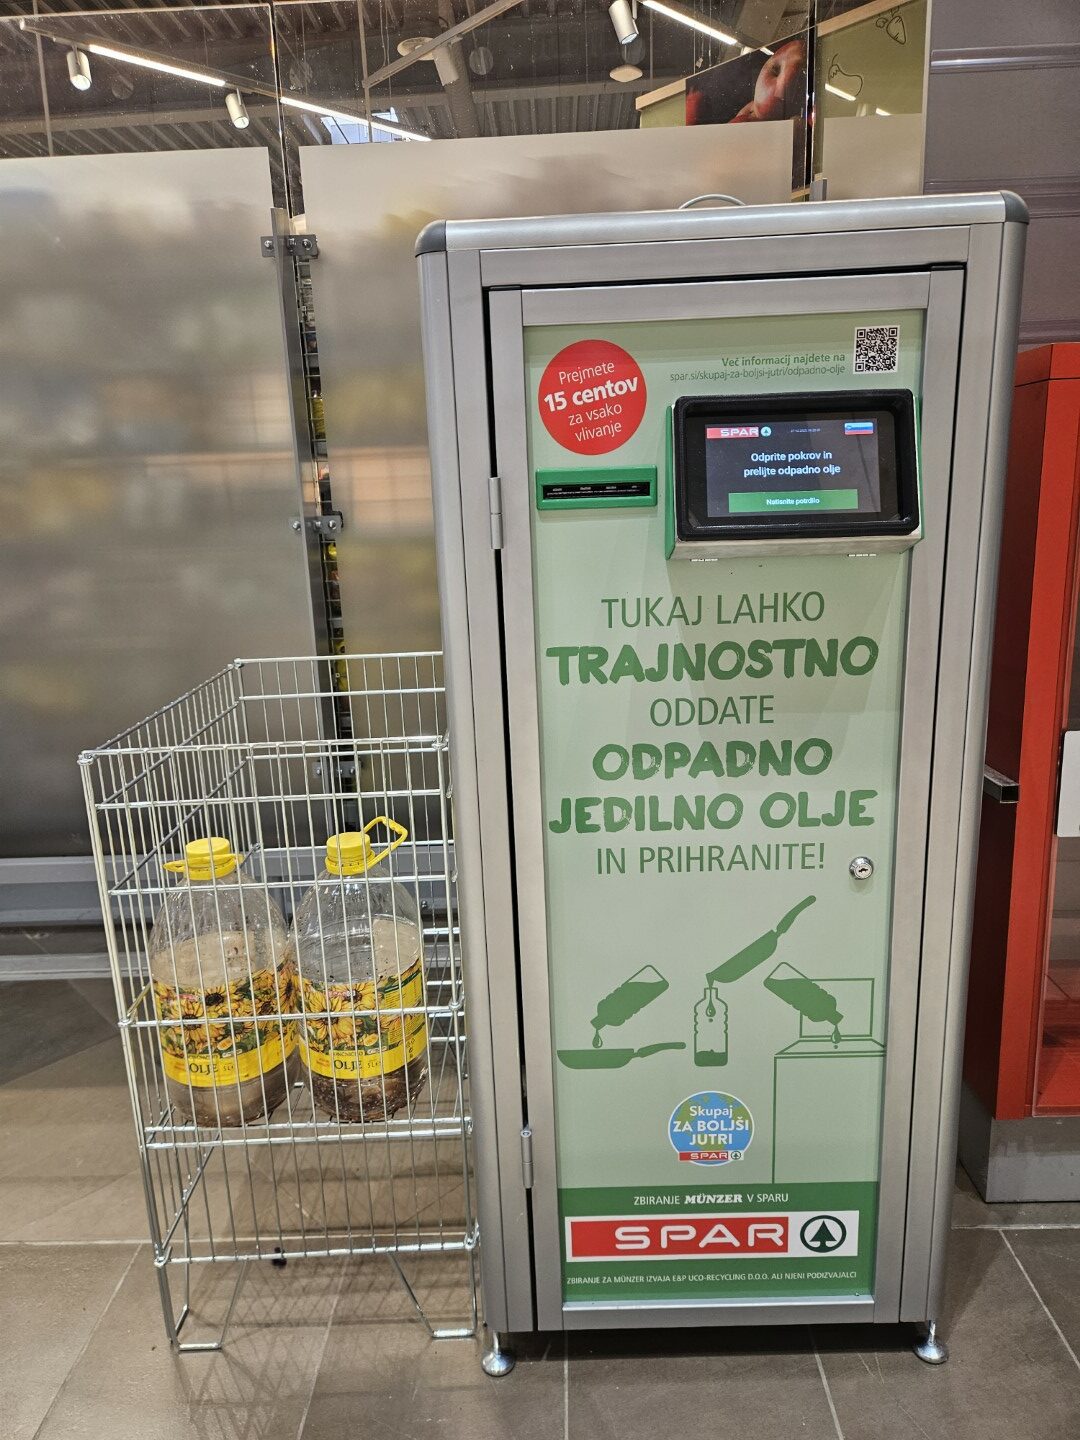 Prejmete
15 centov
za vsako
vlivanje
Več informacij najdete na
spar.si/skupaj-za-boljsi-jutri/odpadno-olje
SPAR
Odprite pokrov in
prelijte odpadno olje
Natisnite potrdilo
TUKAJ LAHKO
TRAJNOSTNO
ODDATE
ODPADNO
JEDILNO OLJE
IN PRIHRANITE!
OLJE 5L
OLJE 5L
Skupaj
ZA BOLJŠI
JUTRI
SPAR
ZBIRANJE MÜNZER V SPARU
SPAR
ZBIRANJE ZA MÜNZER IZVAJA E&P UCO-RECYCLING D.O.O. ALI NJENI PODIZVAJALCI